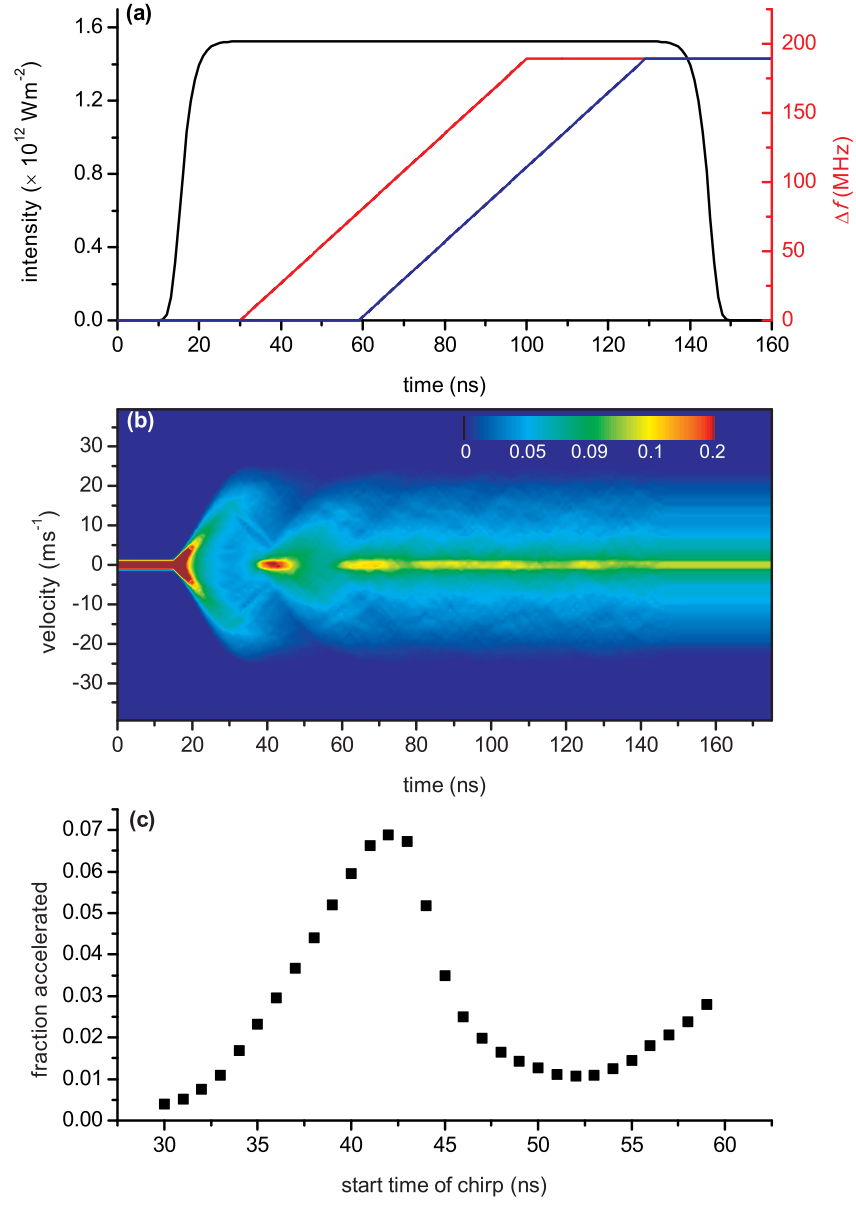 (a)
1.6
1.2
0.8
0.4
0.0
intensity (× 10¹² Wm⁻²)
200
150
100
50
0
Δf (MHz)
0 20 40 60 80 100 120 140 160
time (ns)
(b)
0 0.05 0.09 0.1 0.2
30
20
10
0
-10
-20
-30
velocity (ms⁻¹)
0 20 40 60 80 100 120 140 160
time (ns)
(c)
0.07
0.06
0.05
0.04
0.03
0.02
0.01
0.00
fraction accelerated
30 35 40 45 50 55 60
start time of chirp (ns)